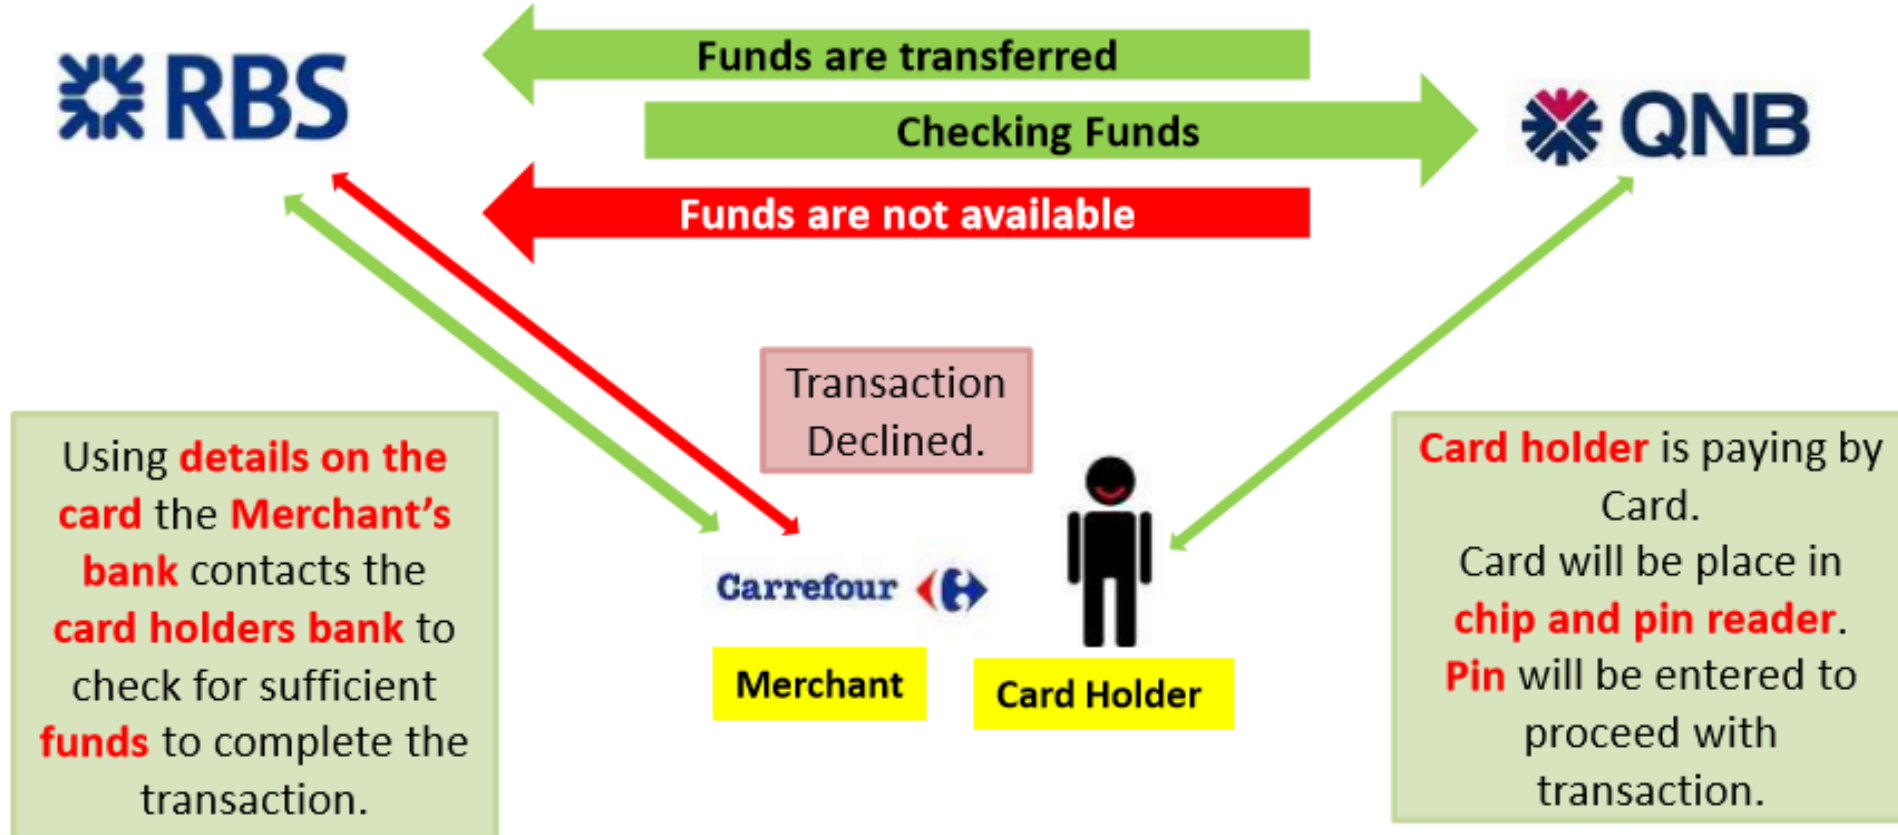 RBS
Funds are transferred
Checking Funds
QNB
Funds are not available
Transaction
Declined.
Using details on the
card the Merchant's
bank contacts the
card holders bank to
check for sufficient
funds to complete the
transaction.
Carrefour
Merchant
Card Holder
Card holder is paying by
Card.
Card will be place in
chip and pin reader.
Pin will be entered to
proceed with
transaction.